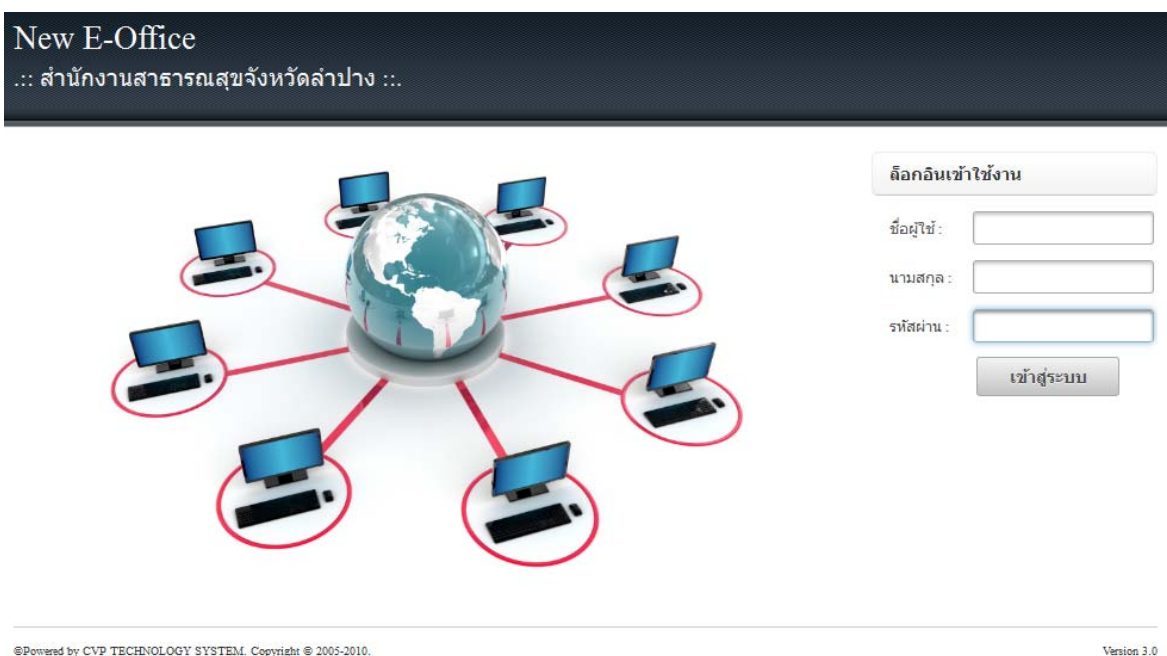 New E-Office
.:: สำนักงานสาธารณสุขจังหวัดลำปาง ::.
ล็อกอินเข้าใช้งาน
ชื่อผู้ใช้ :
นามสกุล :
รหัสผ่าน :
เข้าสู่ระบบ
©Powered by CVP TECHNOLOGY SYSTEM. Copyright © 2005-2010.
Version 3.0